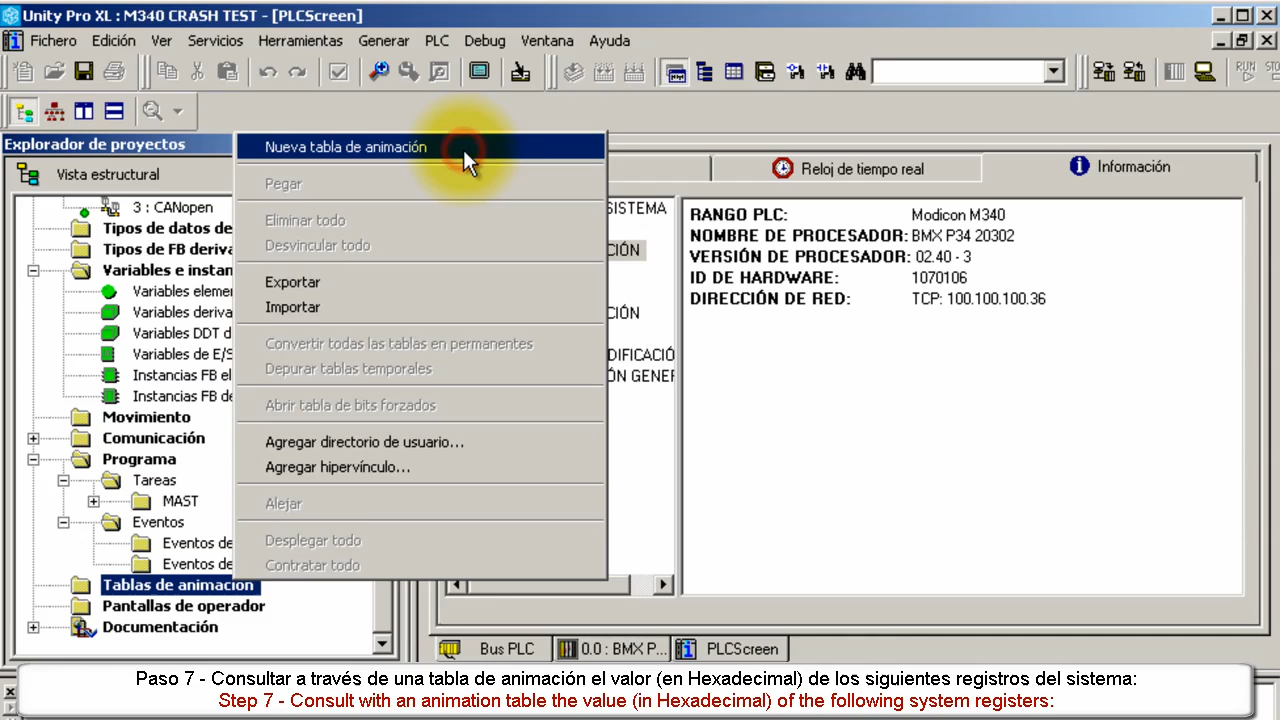 Unity Pro XL : M340 CRASH TEST - [PLCScreen]
Fichero Edición Ver Servicios Herramientas Generar PLC Debug Ventana Ayuda
RUN
Explorador de proyectos
Vista estructural
3 : CANopen
Tipos de datos de
Tipos de FB deriva
Variables e instan
Variables elemen
Variables deriva
Variables DDT d
Variables de E/S
Instancias FB el
Instancias FB de
Movimiento
Comunicación
Programa
Tareas
MAST
Eventos
Eventos de
Eventos de
Tablas de animación
Pantallas de operador
Documentación
Nueva tabla de animación
Pegar
Eliminar todo
Desvincular todo
Exportar
Importar
Convertir todas las tablas en permanentes
Depurar tablas temporales
Abrir tabla de bits forzados
Agregar directorio de usuario...
Agregar hipervínculo...
Alejar
Desplegar todo
Contratar todo
Reloj de tiempo real
Información
SISTEMA
CIÓN
IÓN
DIFICACIÓ
ÓN GENER
RANGO PLC: Modicon M340
NOMBRE DE PROCESADOR: BMX P34 20302
VERSIÓN DE PROCESADOR: 02.40 - 3
ID DE HARDWARE: 1070106
DIRECCIÓN DE RED: TCP: 100.100.100.36
Bus PLC 0.0 : BMX P... PLCScreen
Paso 7 - Consultar a través de una tabla de animación el valor (en Hexadecimal) de los siguientes registros del sistema:
Step 7 - Consult with an animation table the value (in Hexadecimal) of the following system registers: